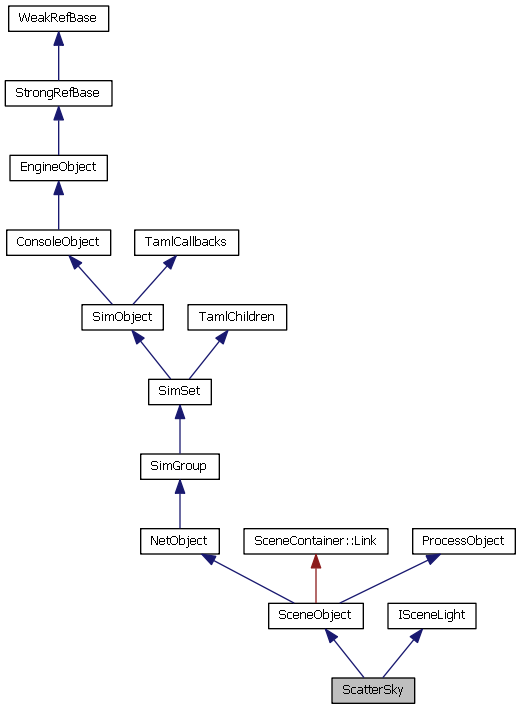 WeakRefBase
StrongRefBase
EngineObject
ConsoleObject
TamlCallbacks
SimObject
TamlChildren
SimSet
SimGroup
NetObject
SceneContainer::Link
ProcessObject
SceneObject
ISceneLight
ScatterSky